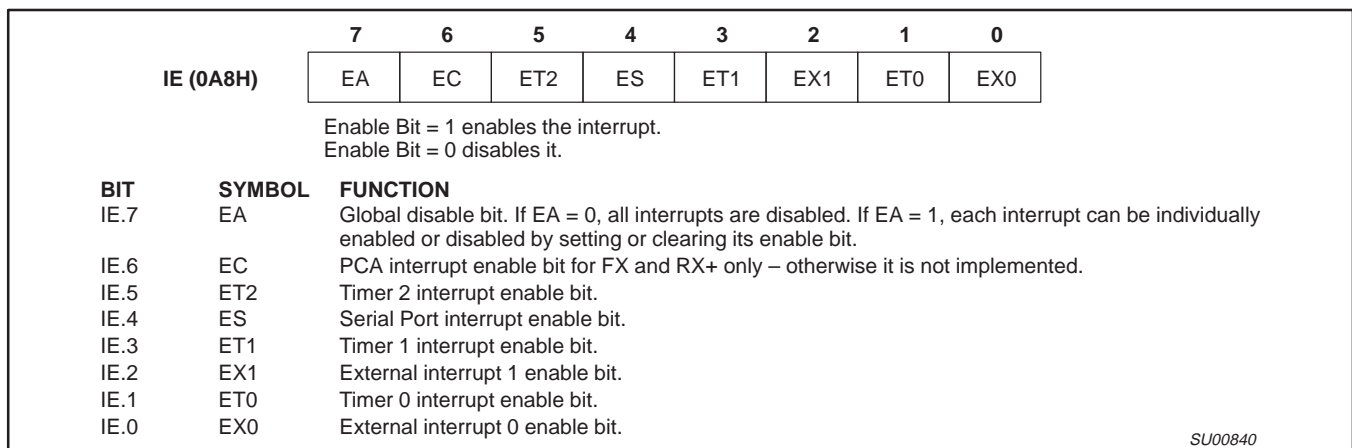 7 6 5 4 3 2 1 0
IE (0A8H) EA EC ET2 ES ET1 EX1 ET0 EX0
Enable Bit = 1 enables the interrupt.
Enable Bit = 0 disables it.
BIT SYMBOL FUNCTION
IE.7 EA Global disable bit. If EA = 0, all interrupts are disabled. If EA = 1, each interrupt can be individually
enabled or disabled by setting or clearing its enable bit.
IE.6 EC PCA interrupt enable bit for FX and RX+ only – otherwise it is not implemented.
IE.5 ET2 Timer 2 interrupt enable bit.
IE.4 ES Serial Port interrupt enable bit.
IE.3 ET1 Timer 1 interrupt enable bit.
IE.2 EX1 External interrupt 1 enable bit.
IE.1 ET0 Timer 0 interrupt enable bit.
IE.0 EX0 External interrupt 0 enable bit.
SU00840